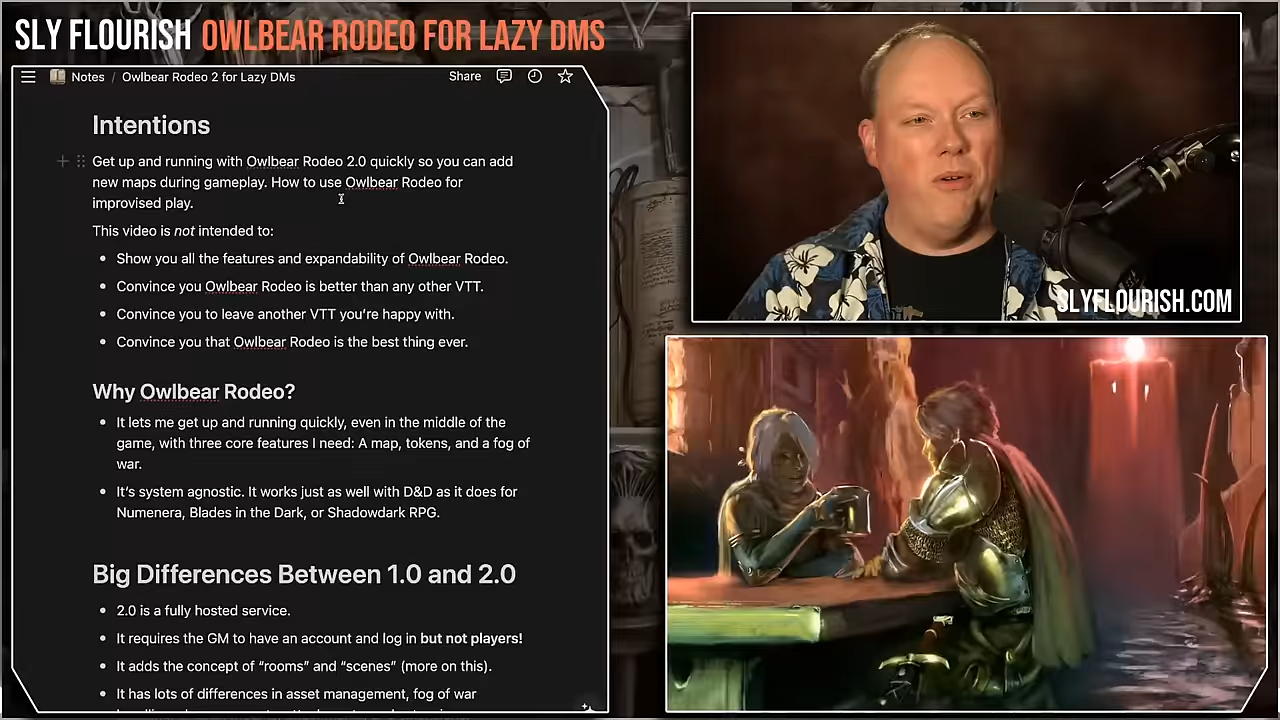 SLY FLOURISH OWLBEAR RODEO FOR LAZY DMS
Notes / Owlbear Rodeo 2 for Lazy DMs
Share
Intentions
Get up and running with Owlbear Rodeo 2.0 quickly so you can add
new maps during gameplay. How to use Owlbear Rodeo for
improvised play.
This video is not intended to:
• Show you all the features and expandability of Owlbear Rodeo.
• Convince you Owlbear Rodeo is better than any other VTT.
• Convince you to leave another VTT you're happy with.
• Convince you that Owlbear Rodeo is the best thing ever.
Why Owlbear Rodeo?
• It lets me get up and running quickly, even in the middle of the
game, with three core features I need: A map, tokens, and a fog of
war.
• It's system agnostic. It works just as well with D&D as it does for
Numenera, Blades in the Dark, or Shadowdark RPG.
Big Differences Between 1.0 and 2.0
• 2.0 is a fully hosted service.
• It requires the GM to have an account and log in but not players!
• It adds the concept of “rooms” and “scenes” (more on this).
• It has lots of differences in asset management, fog of war
SLYFLOURISH.COM